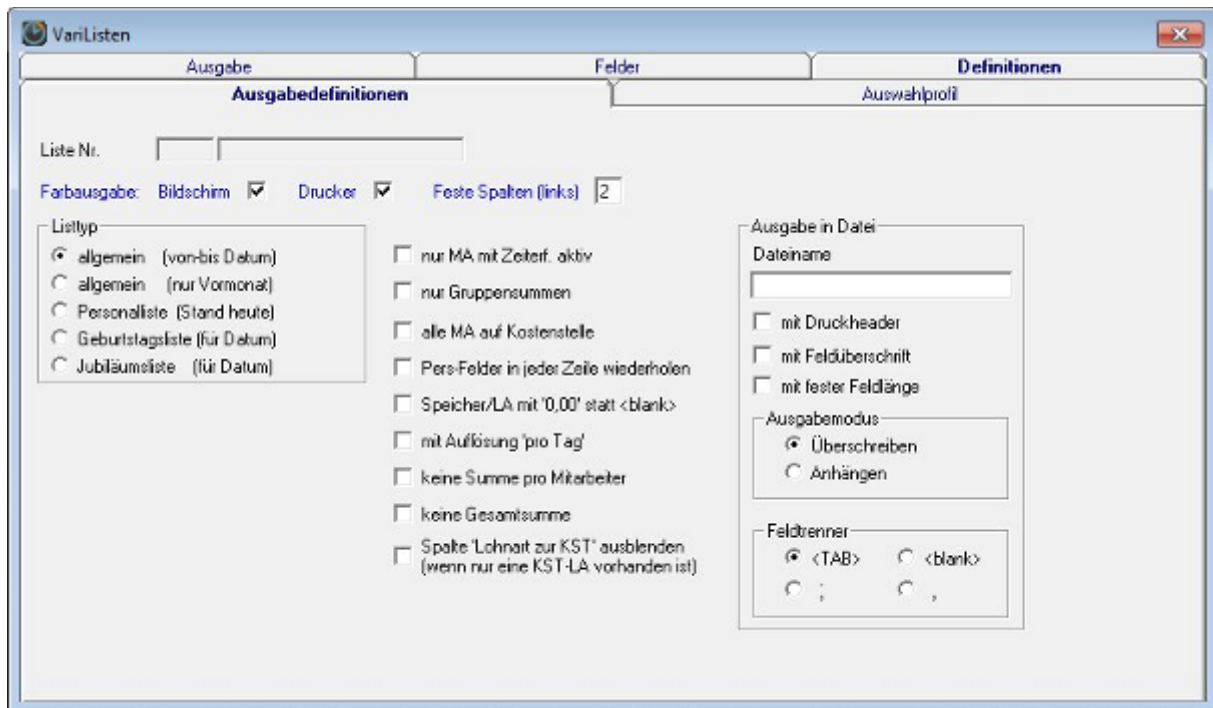 VariListen
Ausgabe Felder Definitionen
Ausgabedefinitionen Auswahlprofil
Liste Nr.
Farbausgabe: Bildschirm Drucker Feste Spalten (links) 2
Listtyp
allgemein (von-bis Datum)
allgemein (nur Vormonat)
Personalliste (Stand heute)
Geburtstagsliste (für Datum)
Jubiläumsliste (für Datum)
nur MA mit Zeiterf. aktiv
nur Gruppensummen
alle MA auf Kostenstelle
Pers-Felder in jeder Zeile wiederholen
Speicher/LA mit '0,00' statt <blank>
mit Auflösung 'pro Tag'
keine Summe pro Mitarbeiter
keine Gesamtsumme
Spalte 'Lohnart zur KST' ausblenden
(wenn nur eine KST-LA vorhanden ist)
Ausgabe in Datei
Dateiname
mit Druckheader
mit Feldüberschrift
mit fester Feldlänge
Ausgabemodus
Überschreiben
Anhängen
Feldtrenner
<TAB> <blank>
; ,